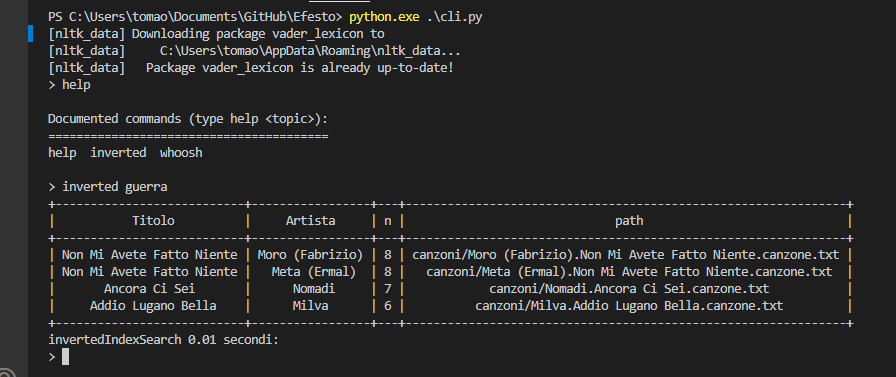 PS C:\Users\tomao\Documents\GitHub\Efesto> python.exe .\cli.py
[nltk_data] Downloading package vader_lexicon to
[nltk_data]     C:\Users\tomao\AppData\Roaming\nltk_data...
[nltk_data]   Package vader_lexicon is already up-to-date!
> help
Documented commands (type help <topic>):
========================================
help  inverted  whoosh
> inverted guerra
+---------------------------+-----------------+---+----------------------------------------------------------------+
|           Titolo          |     Artista     | n |                              path                              |
+---------------------------+-----------------+---+----------------------------------------------------------------+
| Non Mi Avete Fatto Niente | Moro (Fabrizio) | 8 | canzoni/Moro (Fabrizio).Non Mi Avete Fatto Niente.canzone.txt |
| Non Mi Avete Fatto Niente |   Meta (Ermal)  | 8 |   canzoni/Meta (Ermal).Non Mi Avete Fatto Niente.canzone.txt   |
|       Ancora Ci Sei       |      Nomadi     | 7 |            canzoni/Nomadi.Ancora Ci Sei.canzone.txt            |
|     Addio Lugano Bella    |      Milva      | 6 |          canzoni/Milva.Addio Lugano Bella.canzone.txt          |
+---------------------------+-----------------+---+----------------------------------------------------------------+
invertedIndexSearch 0.01 secondi:
>